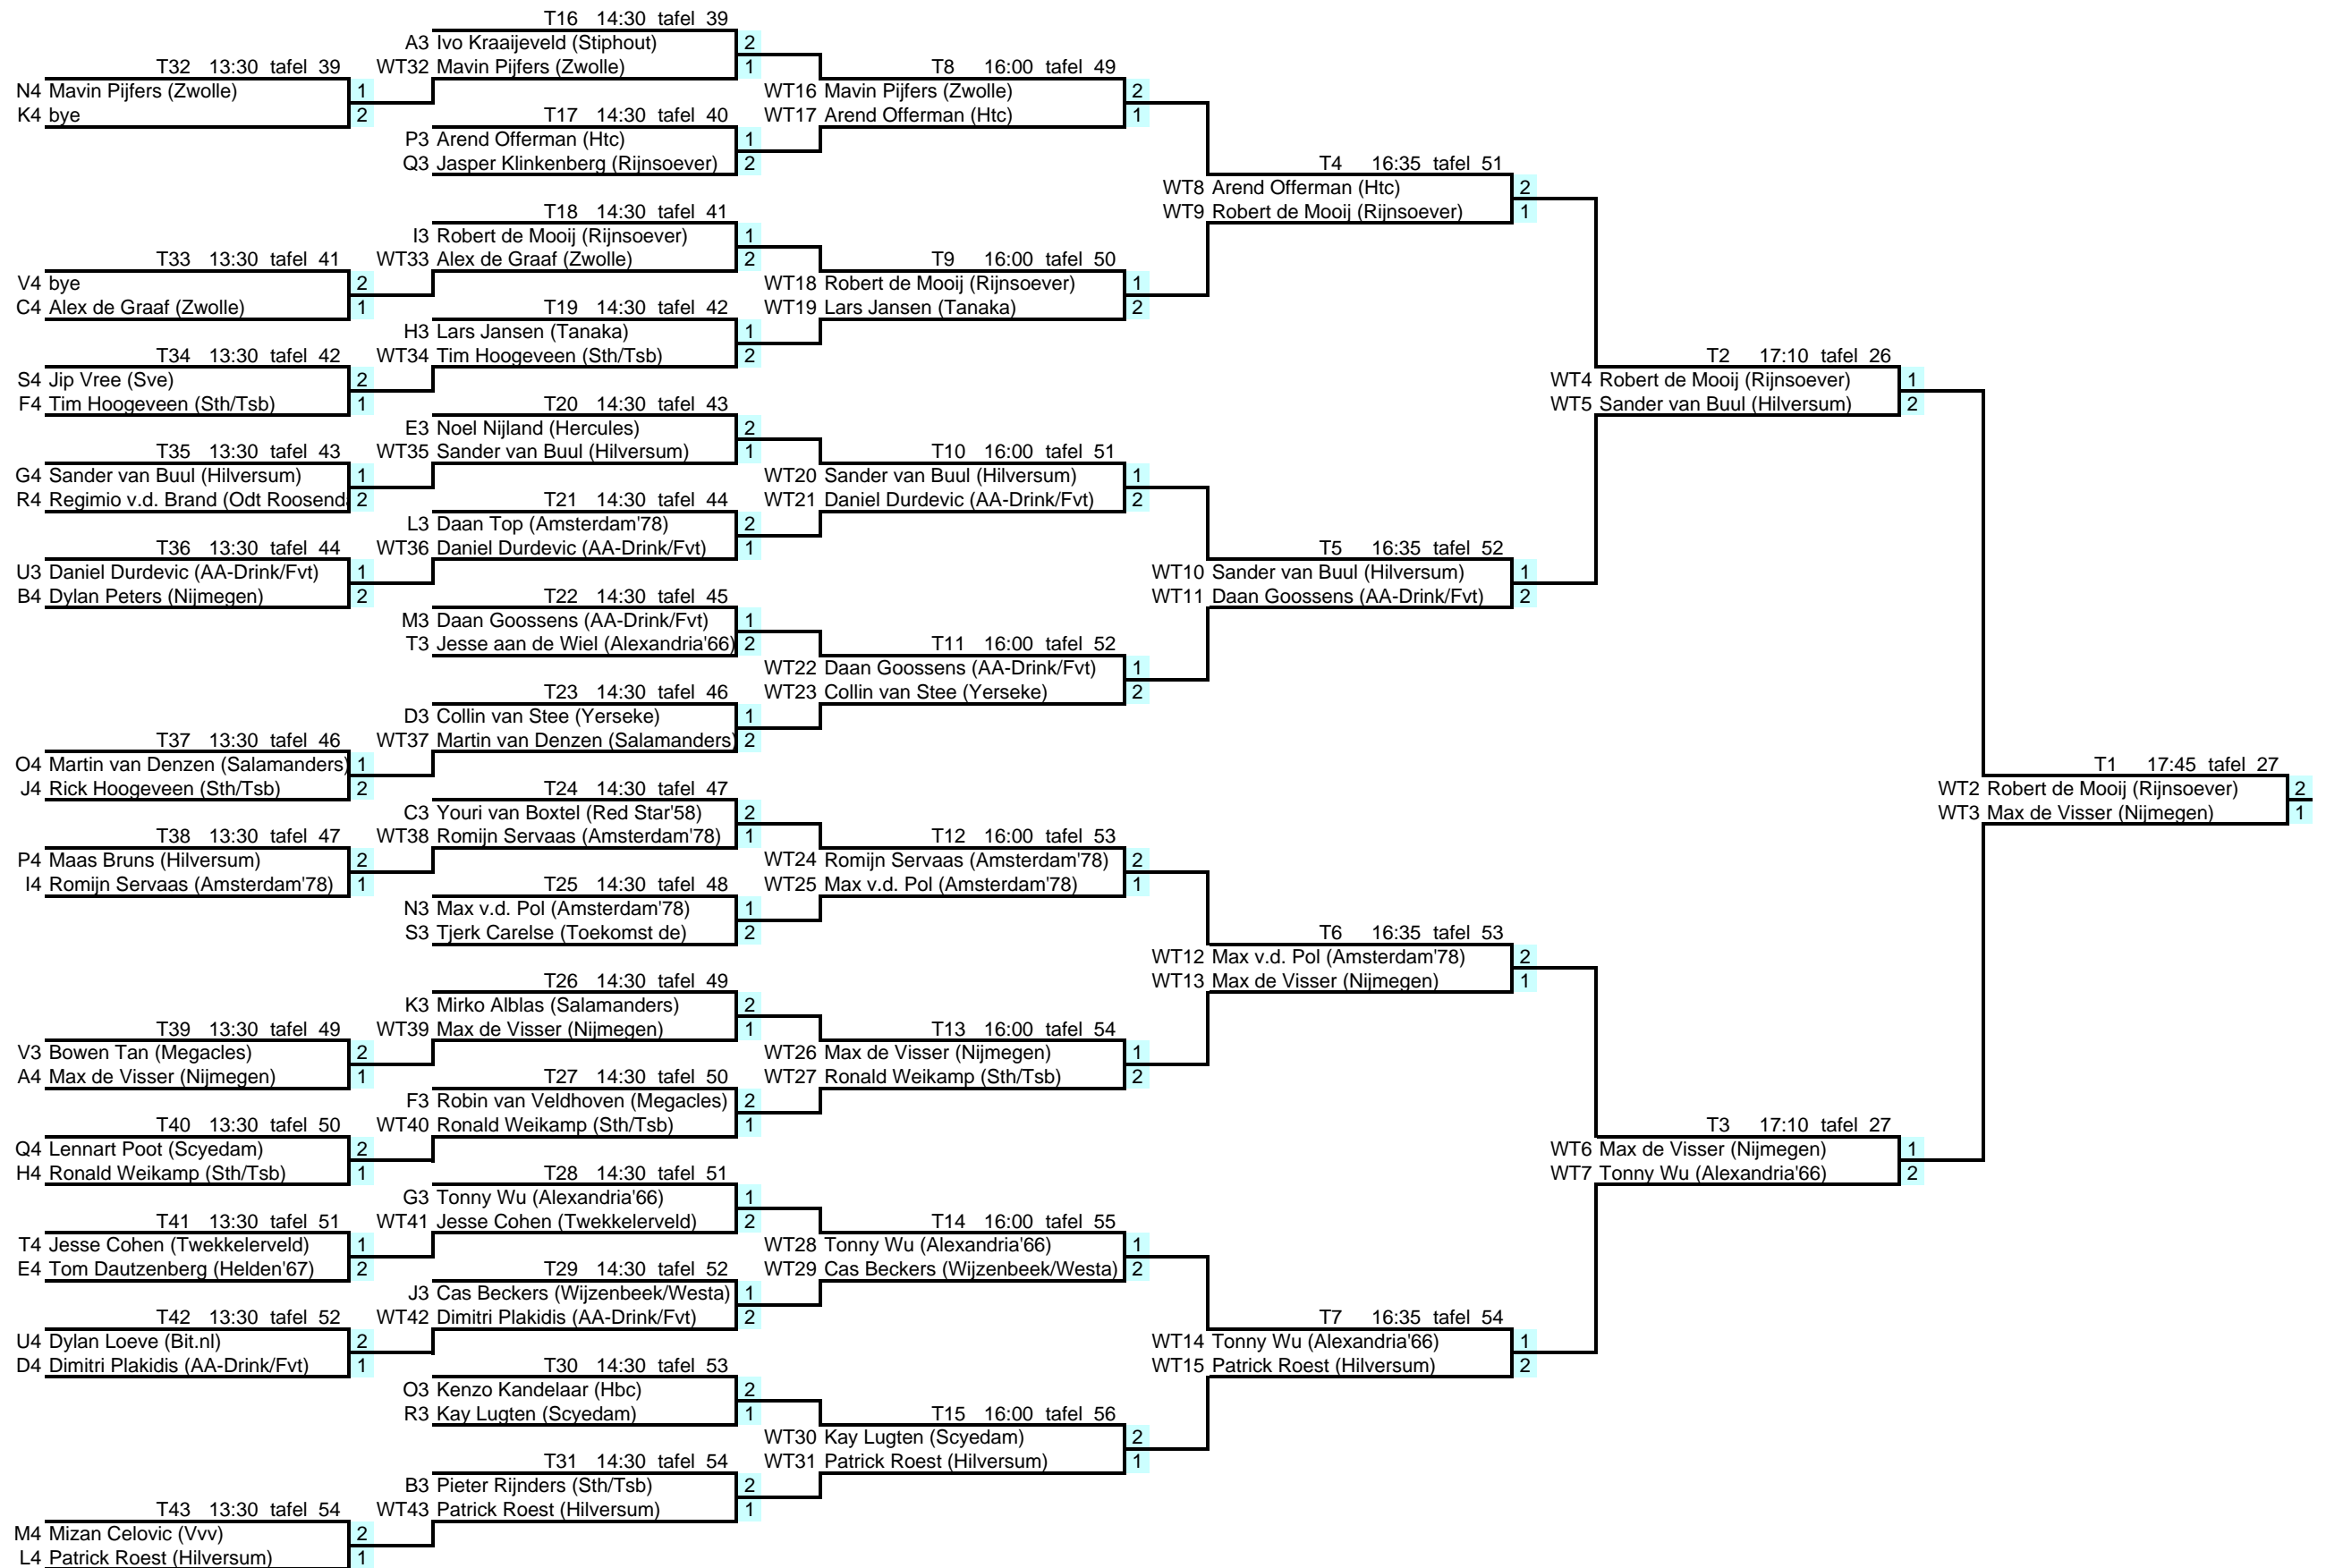 T32 13:30 tafel 39
N4 Mavin Pijfers (Zwolle) 1
K4 bye 2
T33 13:30 tafel 41
V4 bye 2
C4 Alex de Graaf (Zwolle) 1
T34 13:30 tafel 42
S4 Jip Vree (Sve) 2
F4 Tim Hoogeveen (Sth/Tsb) 1
T35 13:30 tafel 43
G4 Sander van Buul (Hilversum) 1
R4 Regimio v.d. Brand (Odt Roosenda 2
T36 13:30 tafel 44
U3 Daniel Durdevic (AA-Drink/Fvt) 1
B4 Dylan Peters (Nijmegen) 2
T37 13:30 tafel 46
O4 Martin van Denzen (Salamanders) 1
J4 Rick Hoogeveen (Sth/Tsb) 2
T38 13:30 tafel 47
P4 Maas Bruns (Hilversum) 2
I4 Romijn Servaas (Amsterdam'78) 1
T39 13:30 tafel 49
V3 Bowen Tan (Megacles) 2
A4 Max de Visser (Nijmegen) 1
T40 13:30 tafel 50
Q4 Lennart Poot (Scyedam) 2
H4 Ronald Weikamp (Sth/Tsb) 1
T41 13:30 tafel 51
T4 Jesse Cohen (Twekkelerveld) 1
E4 Tom Dautzenberg (Helden'67) 2
T42 13:30 tafel 52
U4 Dylan Loeve (Bit.nl) 2
D4 Dimitri Plakidis (AA-Drink/Fvt) 1
T43 13:30 tafel 54
M4 Mizan Celovic (Vvv) 2
L4 Patrick Roest (Hilversum) 1
T16 14:30 tafel 39
A3 Ivo Kraaijeveld (Stiphout) 2
WT32 Mavin Pijfers (Zwolle) 1
T17 14:30 tafel 40
P3 Arend Offerman (Htc) 1
Q3 Jasper Klinkenberg (Rijnsoever) 2
T18 14:30 tafel 41
I3 Robert de Mooij (Rijnsoever) 1
WT33 Alex de Graaf (Zwolle) 2
T19 14:30 tafel 42
H3 Lars Jansen (Tanaka) 1
WT34 Tim Hoogeveen (Sth/Tsb) 2
T20 14:30 tafel 43
E3 Noel Nijland (Hercules) 2
WT35 Sander van Buul (Hilversum) 1
T21 14:30 tafel 44
L3 Daan Top (Amsterdam'78) 2
WT36 Daniel Durdevic (AA-Drink/Fvt) 1
T22 14:30 tafel 45
M3 Daan Goossens (AA-Drink/Fvt) 1
T3 Jesse aan de Wiel (Alexandria'66) 2
T23 14:30 tafel 46
D3 Collin van Stee (Yerseke) 1
WT37 Martin van Denzen (Salamanders) 2
T24 14:30 tafel 47
C3 Youri van Boxtel (Red Star'58) 2
WT38 Romijn Servaas (Amsterdam'78) 1
T25 14:30 tafel 48
N3 Max v.d. Pol (Amsterdam'78) 1
S3 Tjerk Carelse (Toekomst de) 2
T26 14:30 tafel 49
K3 Mirko Alblas (Salamanders) 2
WT39 Max de Visser (Nijmegen) 1
T27 14:30 tafel 50
F3 Robin van Veldhoven (Megacles) 2
WT40 Ronald Weikamp (Sth/Tsb) 1
T28 14:30 tafel 51
G3 Tonny Wu (Alexandria'66) 1
WT41 Jesse Cohen (Twekkelerveld) 2
T29 14:30 tafel 52
J3 Cas Beckers (Wijzenbeek/Westa) 1
WT42 Dimitri Plakidis (AA-Drink/Fvt) 2
T30 14:30 tafel 53
O3 Kenzo Kandelaar (Hbc) 2
R3 Kay Lugten (Scyedam) 1
T31 14:30 tafel 54
B3 Pieter Rijnders (Sth/Tsb) 2
WT43 Patrick Roest (Hilversum) 1
T8 16:00 tafel 49
WT16 Mavin Pijfers (Zwolle) 2
WT17 Arend Offerman (Htc) 1
T9 16:00 tafel 50
WT18 Robert de Mooij (Rijnsoever) 1
WT19 Lars Jansen (Tanaka) 2
T10 16:00 tafel 51
WT20 Sander van Buul (Hilversum) 1
WT21 Daniel Durdevic (AA-Drink/Fvt) 2
T11 16:00 tafel 52
WT22 Daan Goossens (AA-Drink/Fvt) 1
WT23 Collin van Stee (Yerseke) 2
T12 16:00 tafel 53
WT24 Romijn Servaas (Amsterdam'78) 2
WT25 Max v.d. Pol (Amsterdam'78) 1
T13 16:00 tafel 54
WT26 Max de Visser (Nijmegen) 1
WT27 Ronald Weikamp (Sth/Tsb) 2
T14 16:00 tafel 55
WT28 Tonny Wu (Alexandria'66) 1
WT29 Cas Beckers (Wijzenbeek/Westa) 2
T15 16:00 tafel 56
WT30 Kay Lugten (Scyedam) 2
WT31 Patrick Roest (Hilversum) 1
T4 16:35 tafel 51
WT8 Arend Offerman (Htc) 2
WT9 Robert de Mooij (Rijnsoever) 1
T5 16:35 tafel 52
WT10 Sander van Buul (Hilversum) 1
WT11 Daan Goossens (AA-Drink/Fvt) 2
T6 16:35 tafel 53
WT12 Max v.d. Pol (Amsterdam'78) 2
WT13 Max de Visser (Nijmegen) 1
T7 16:35 tafel 54
WT14 Tonny Wu (Alexandria'66) 1
WT15 Patrick Roest (Hilversum) 2
T2 17:10 tafel 26
WT4 Robert de Mooij (Rijnsoever) 1
WT5 Sander van Buul (Hilversum) 2
T3 17:10 tafel 27
WT6 Max de Visser (Nijmegen) 1
WT7 Tonny Wu (Alexandria'66) 2
T1 17:45 tafel 27
WT2 Robert de Mooij (Rijnsoever) 2
WT3 Max de Visser (Nijmegen) 1